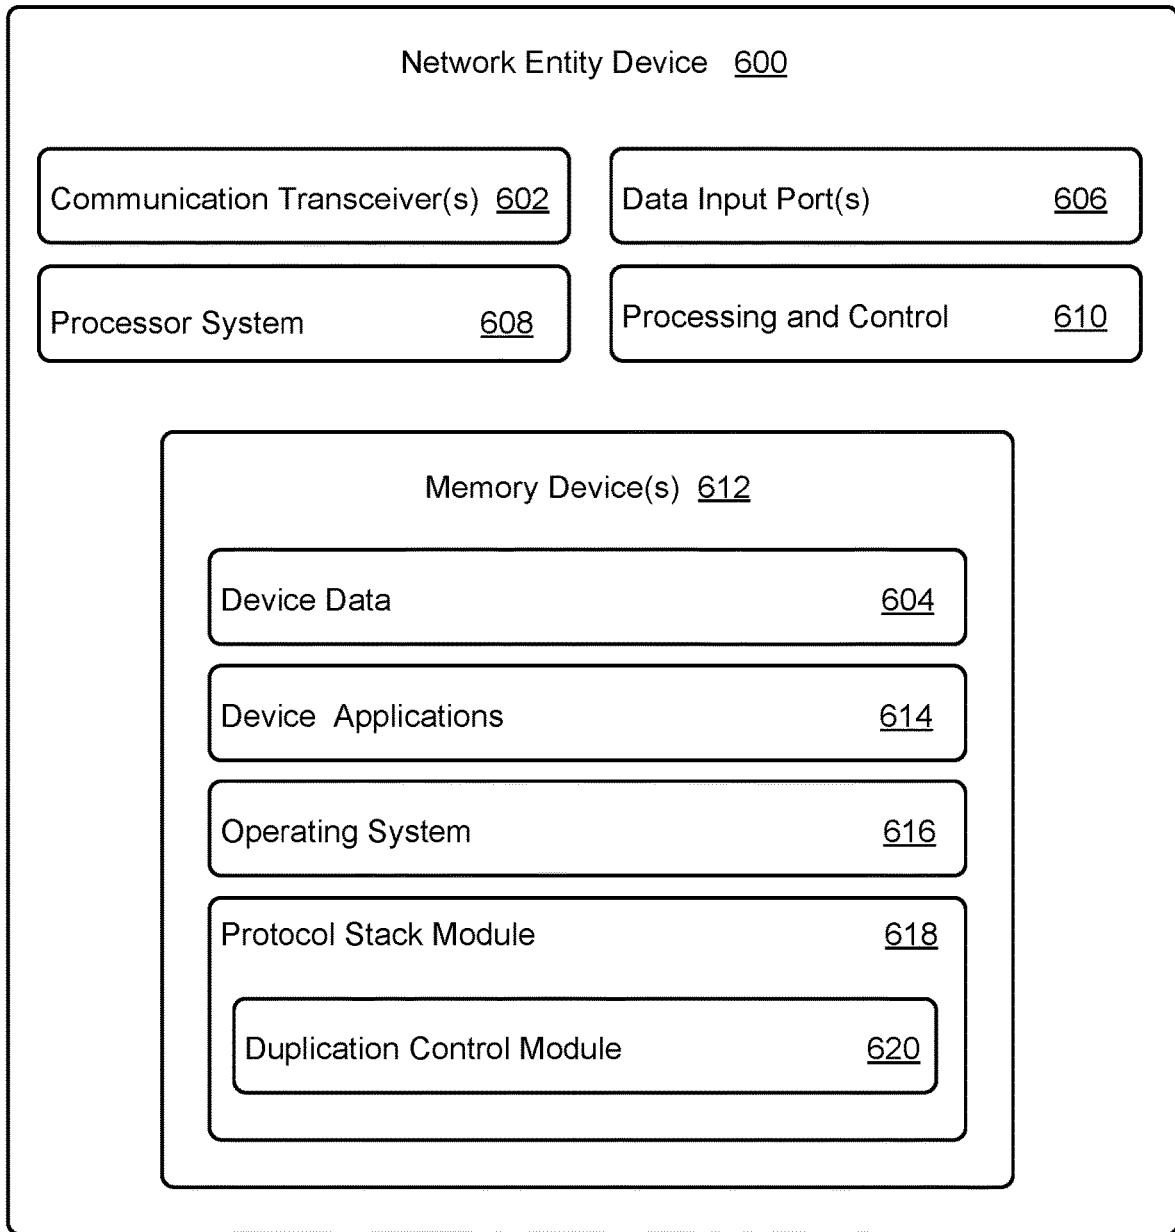 Network Entity Device 600
Communication Transceiver(s) 602
Data Input Port(s) 606
Processor System 608
Processing and Control 610
Memory Device(s) 612
Device Data 604
Device Applications 614
Operating System 616
Protocol Stack Module 618
Duplication Control Module 620